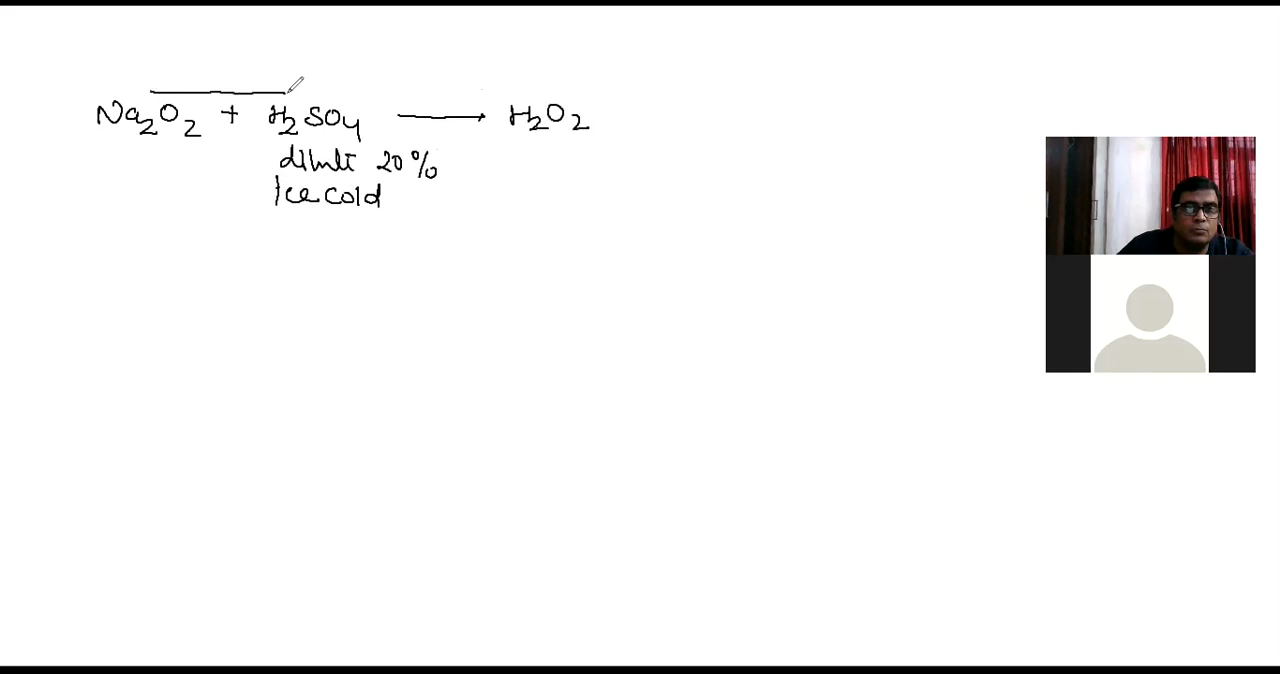 Na₂O₂ + H₂SO₄ ⟶ H₂O₂
dilute 20%
Ice cold